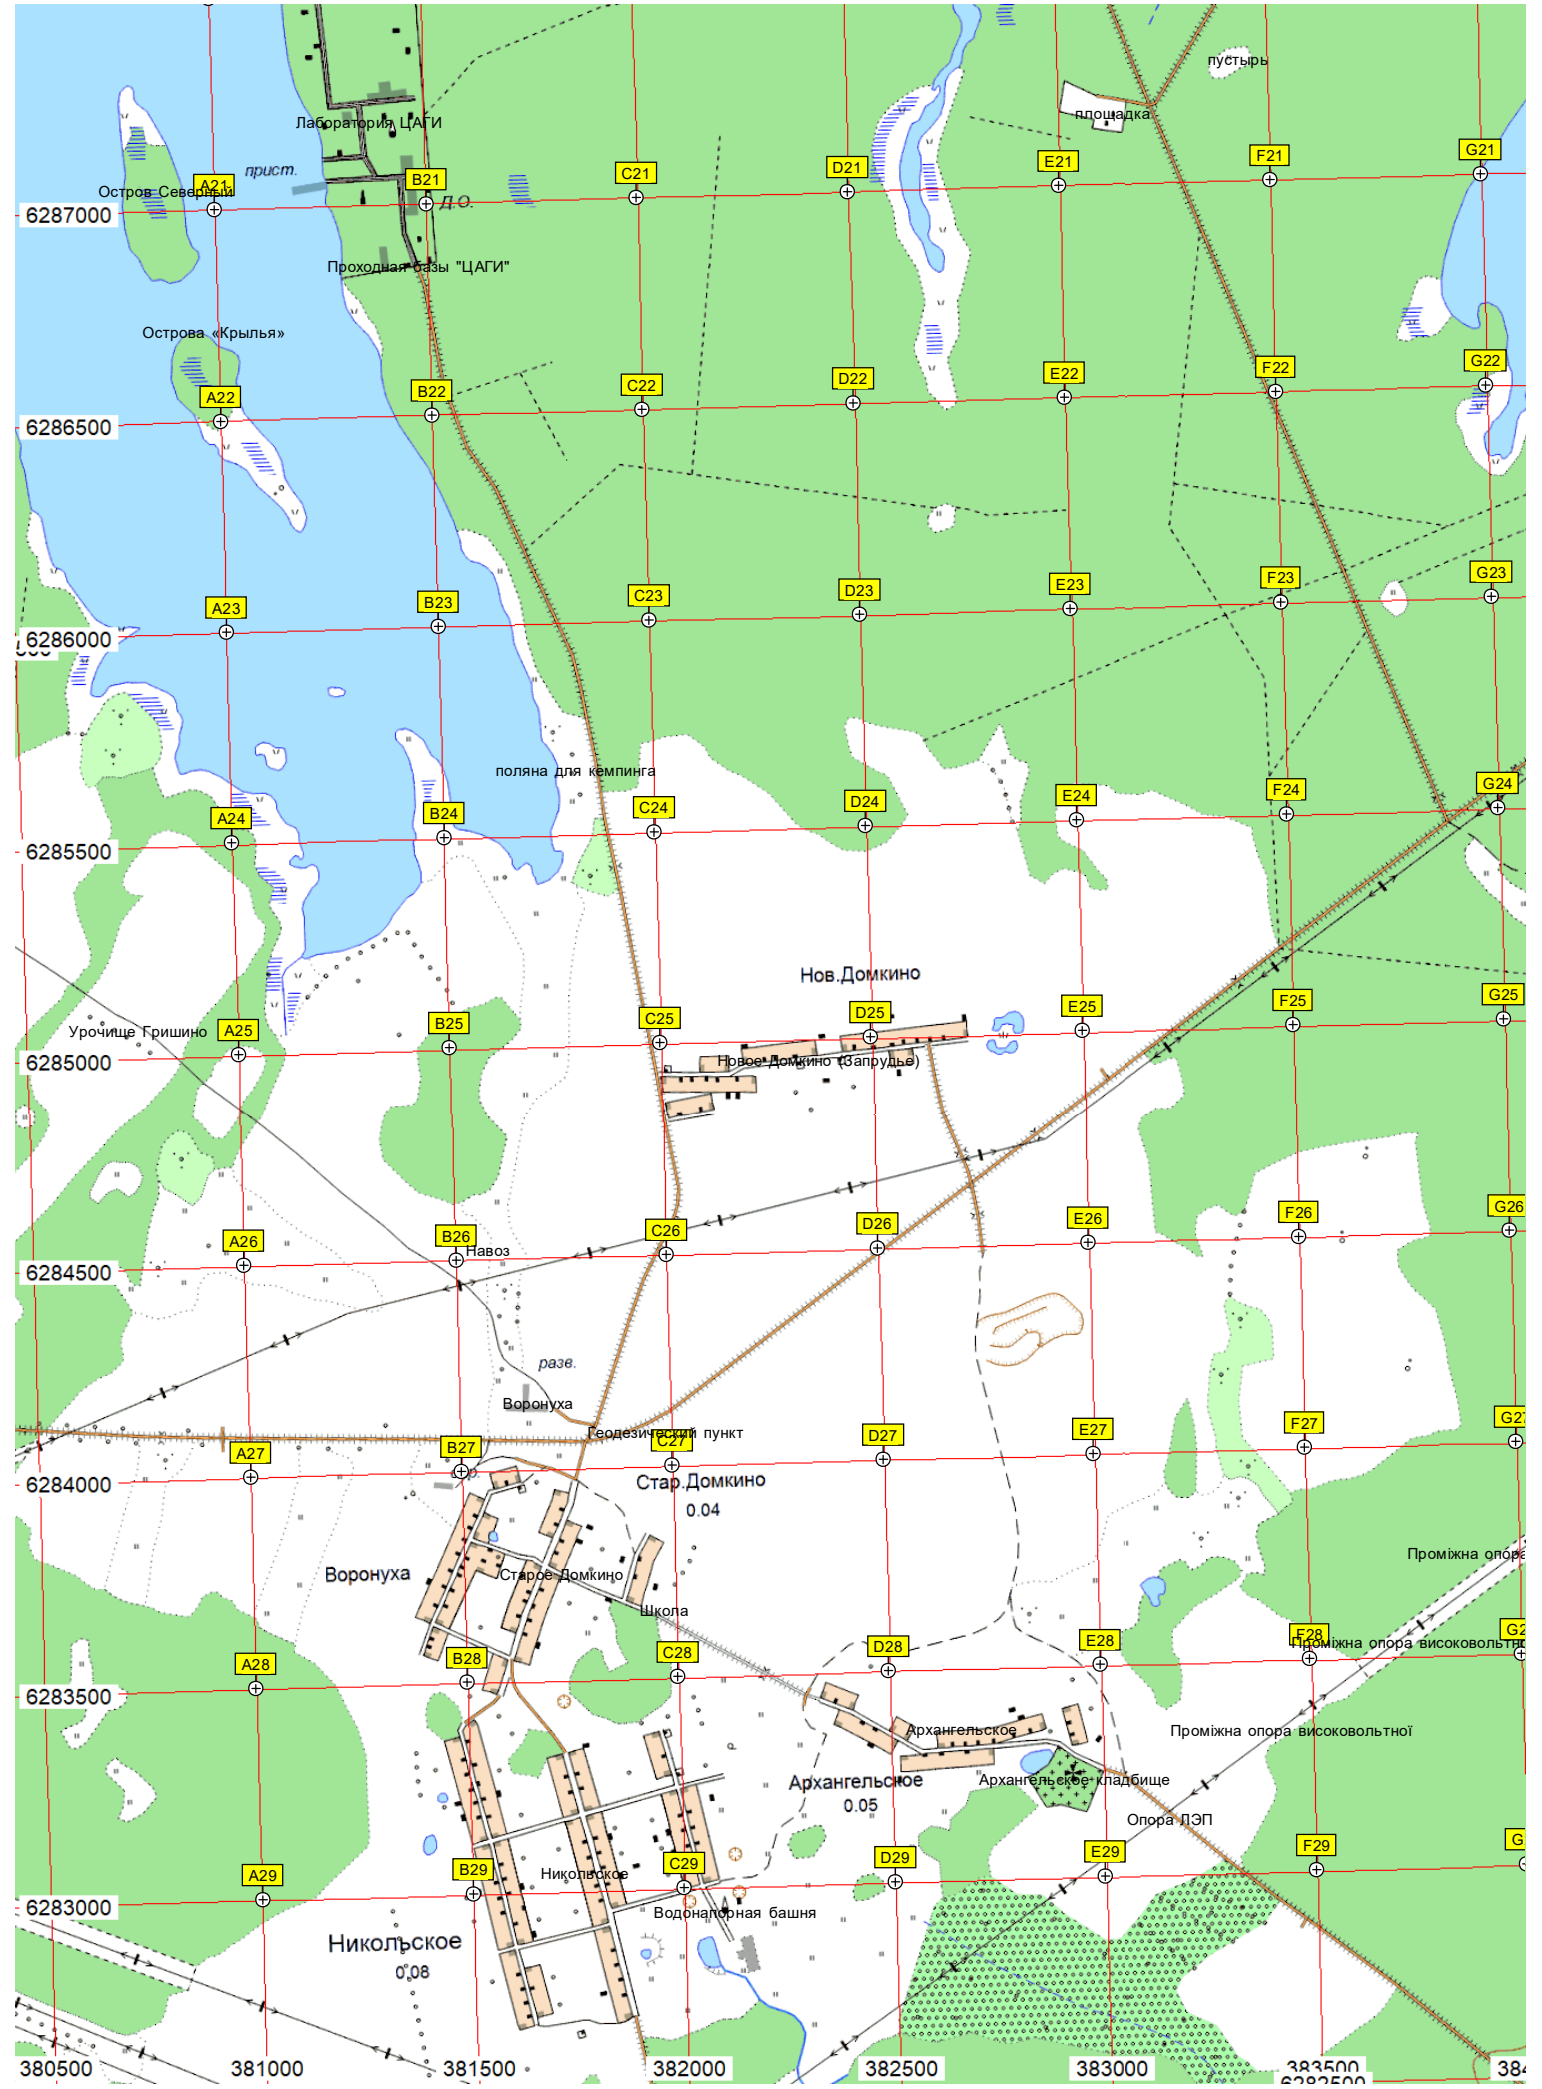 пустырь
площадка
Лаборатория ЦАГИ
прист.
E21
F21
G21
D21
C21
B21
A21
Остров Северный
Д.О.
6287000
Проходная базы "ЦАГИ"
Острова «Крылья»
A22
B22
C22
D22
E22
F22
G22
6286500
A23
B23
C23
D23
E23
F23
G23
6286000
поляна для кемпинга
A24
B24
C24
D24
E24
F24
G24
6285500
Нов.Домкино
Урочище Гришино
A25
B25
C25
D25
E25
F25
G25
6285000
Новое Домкино (Запрудье)
A26
B26
C26
D26
E26
F26
G26
Навоз
6284500
разв.
Воронуха
Геодезический пункт
A27
B27
C27
D27
E27
F27
G27
6284000
Стар.Домкино
0.04
Воронуха
Старое Домкино
Проміжна опора
Школа
A28
B28
C28
D28
E28
F28
Проміжна опора високовольтно
6283500
Архангельское
Проміжна опора високовольтної
Архангельское
0.05
Архангельское кладбище
Опора ЛЭП
A29
B29
C29
D29
E29
F29
Никольское
6283000
Водонапорная башня
Никольское
0.08
380500
381000
381500
382000
382500
383000
383500
384
6282500